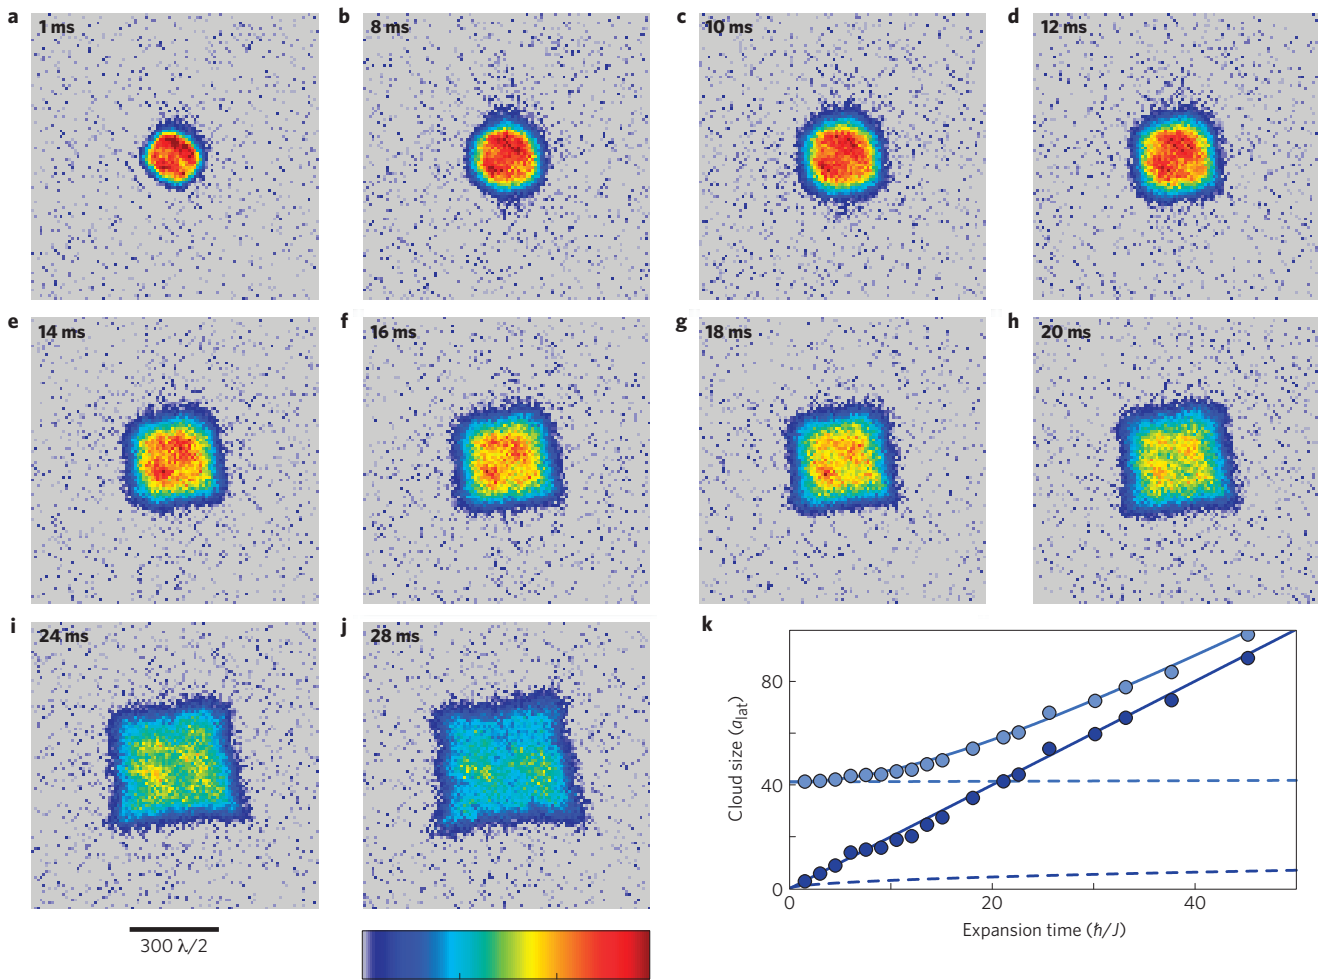 a 1 ms
b 8 ms
c 10 ms
d 12 ms
e 14 ms
f 16 ms
g 18 ms
h 20 ms
i 24 ms
j 28 ms
k
80
40
0
Cloud size (a_lat)
0 20 40
Expansion time (ℏ/J)
300 λ/2